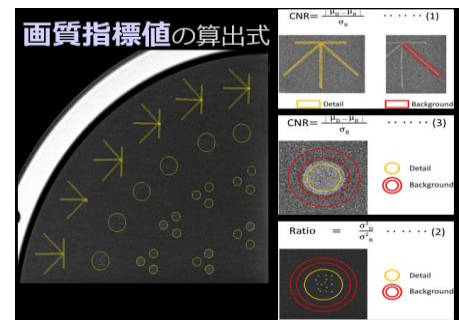 画質指標値の算出式
CNR= |μD − μB| / σB ······(1)
Detail
Background
CNR= |μD − μB| / σB ······(3)
Detail
Background
Ratio = σ²D / σ²B ······(2)
Detail
Background